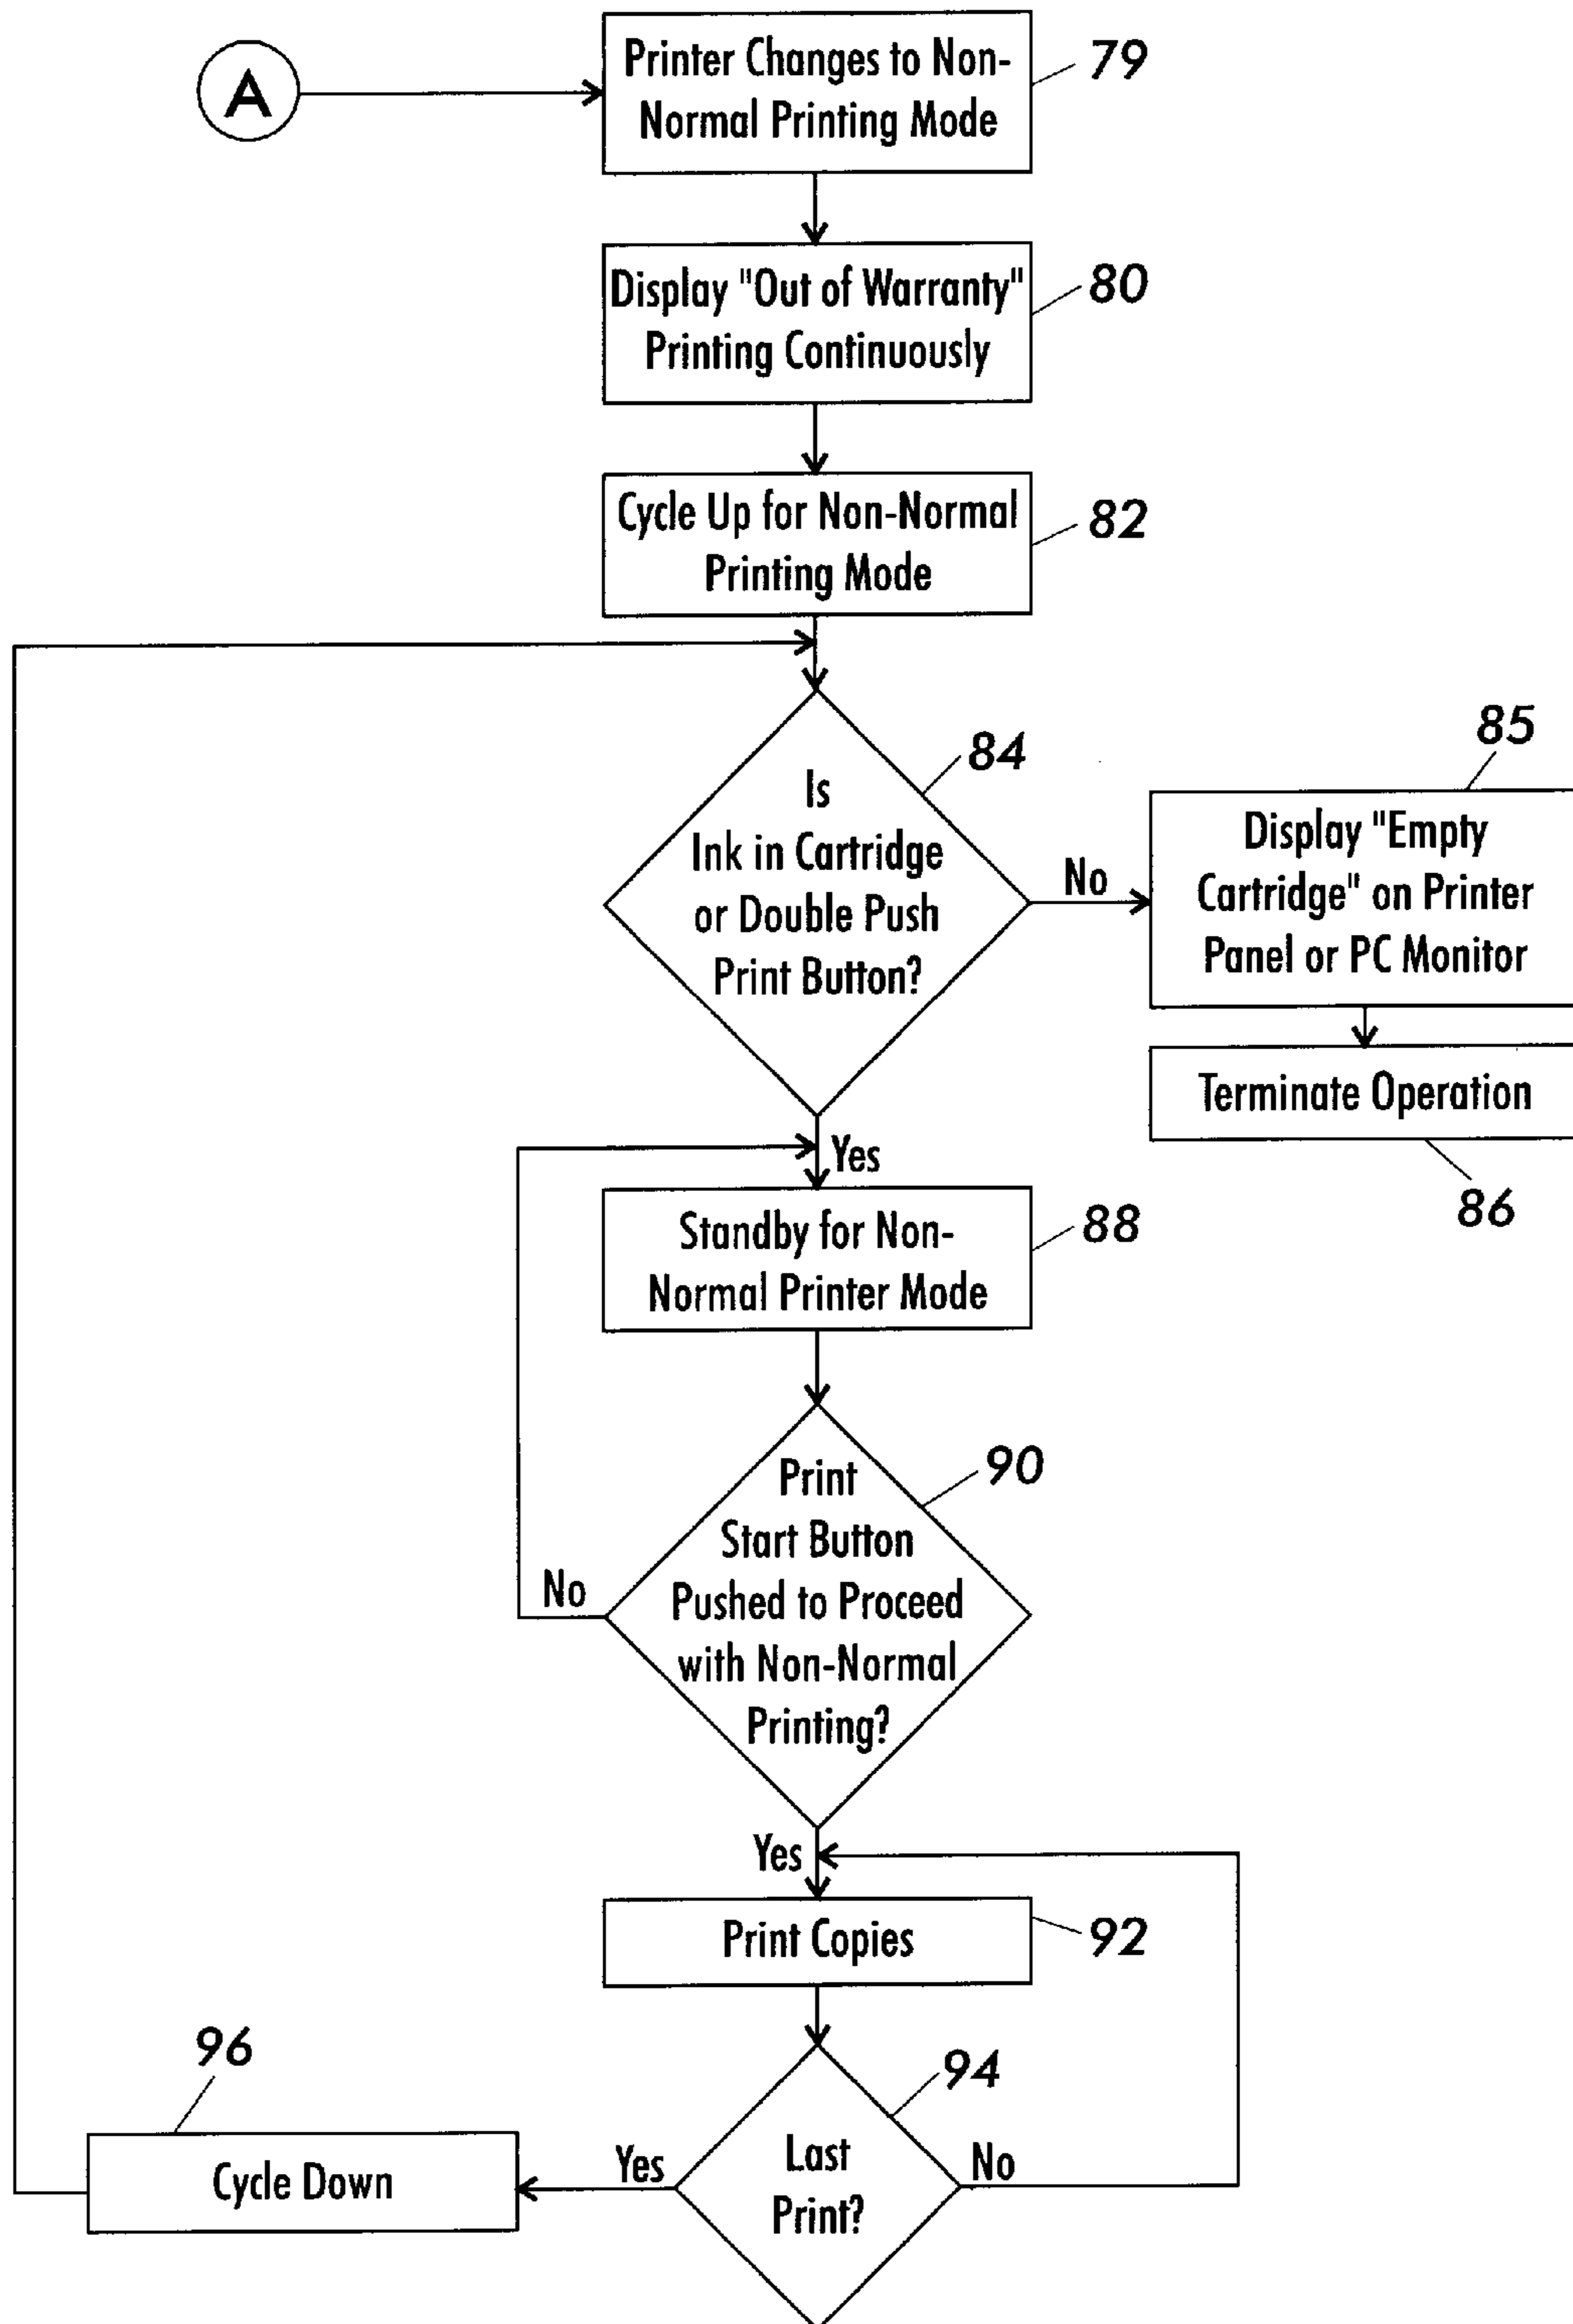 A
Printer Changes to Non-
Normal Printing Mode
79
Display "Out of Warranty"
Printing Continuously
80
Cycle Up for Non-Normal
Printing Mode
82
84
Is
Ink in Cartridge
or Double Push
Print Button?
No
85
Display "Empty
Cartridge" on Printer
Panel or PC Monitor
Terminate Operation
86
Yes
Standby for Non-
Normal Printer Mode
88
90
Print
Start Button
Pushed to Proceed
with Non-Normal
Printing?
No
Yes
Print Copies
92
94
Last
Print?
No
Yes
96
Cycle Down